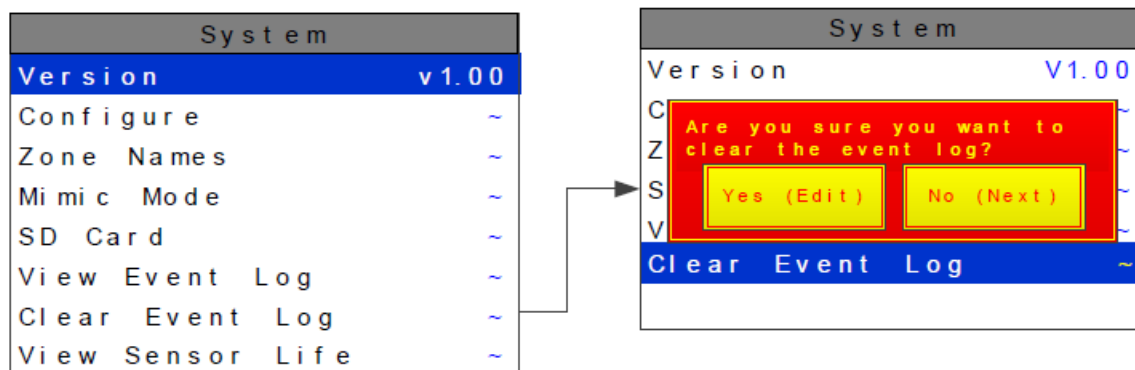 System
Version v1.00
Configure ~
Zone Names ~
Mimic Mode ~
SD Card ~
View Event Log ~
Clear Event Log ~
View Sensor Life ~
System
Version V1.00
C ~
Are you sure you want to
Z ~
clear the event log?
S ~
Yes (Edit) No (Next)
V ~
Clear Event Log ~